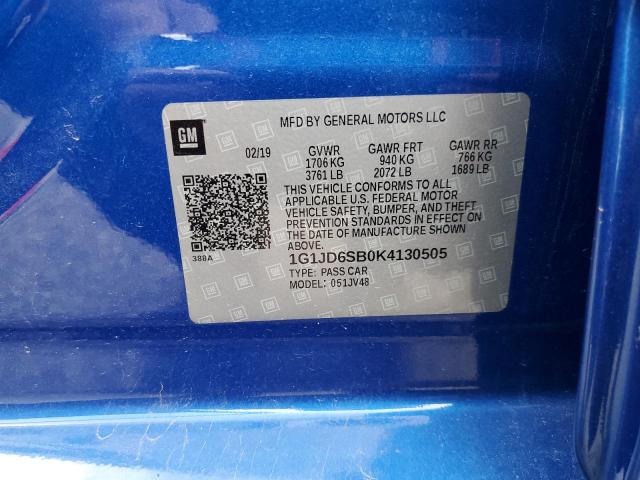 MFD BY GENERAL MOTORS LLC
GM
02/19 GVWR GAWR FRT GAWR RR
1706 KG 940 KG 766 KG
3761 LB 2072 LB 1689 LB
THIS VEHICLE CONFORMS TO ALL
APPLICABLE U.S. FEDERAL MOTOR
VEHICLE SAFETY, BUMPER, AND THEFT
PREVENTION STANDARDS IN EFFECT ON
THE DATE OF MANUFACTURE SHOWN
ABOVE.
388A
1G1JD6SB0K4130505
TYPE: PASS CAR
MODEL: 051JV48